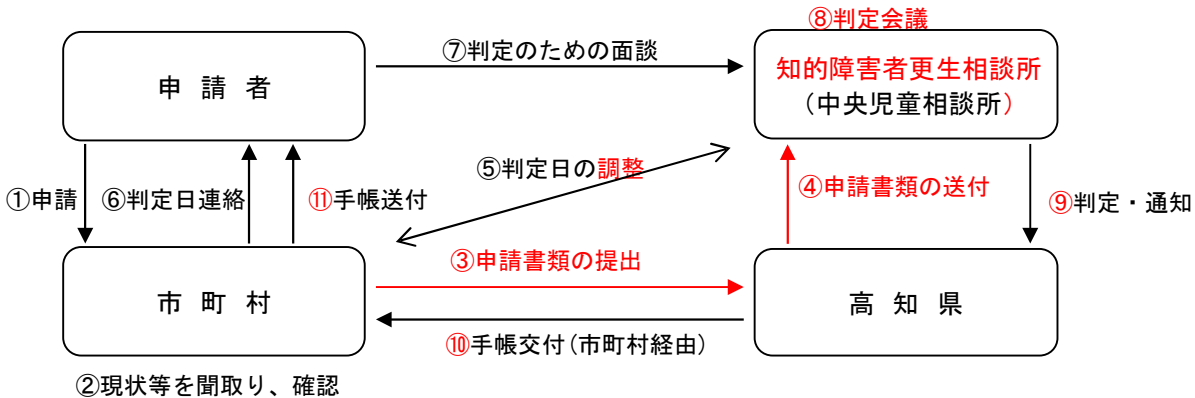 ⑧判定会議
⑦判定のための面談
申請者
知的障害者更生相談所
（中央児童相談所）
⑤判定日の調整
①申請
⑥判定日連絡
⑪手帳送付
④申請書類の送付
⑨判定・通知
③申請書類の提出
市町村
高知県
⑩手帳交付(市町村経由)
②現状等を聞取り、確認